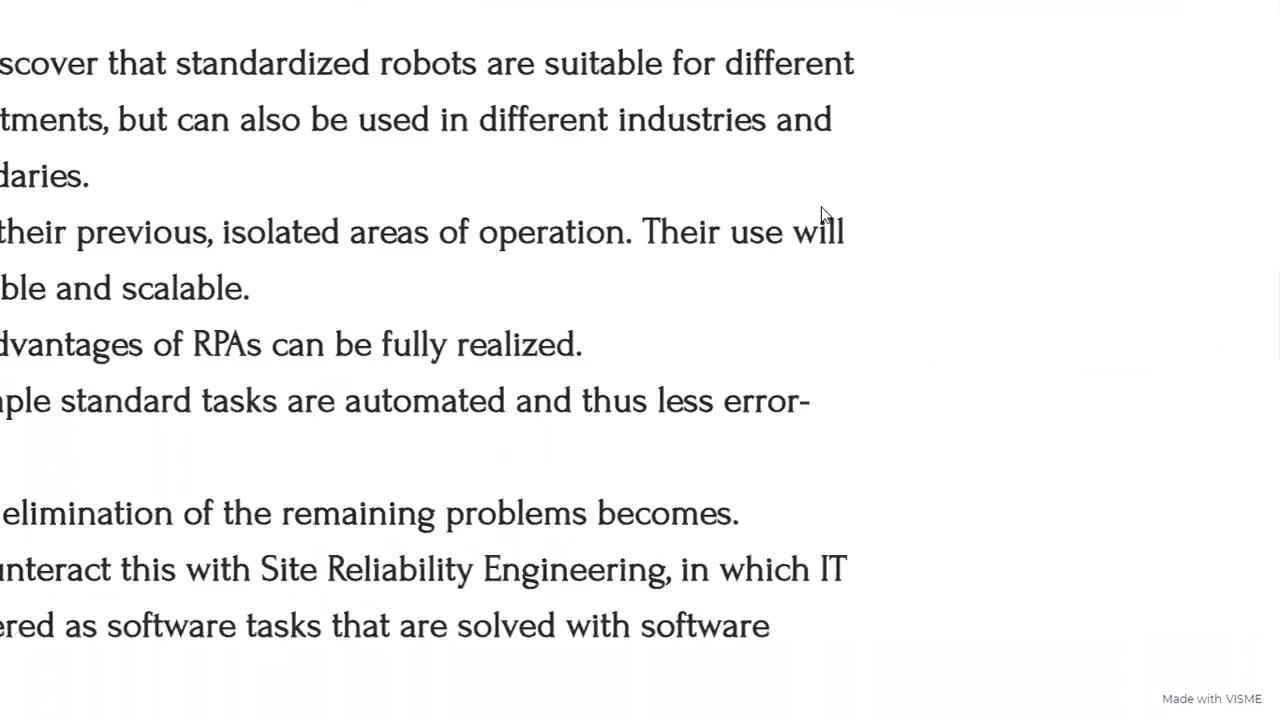 scover that standardized robots are suitable for different
tments, but can also be used in different industries and
daries.
their previous, isolated areas of operation. Their use will
ble and scalable.
dvantages of RPAs can be fully realized.
mple standard tasks are automated and thus less error-
elimination of the remaining problems becomes.
unteract this with Site Reliability Engineering, in which IT
ered as software tasks that are solved with software
Made with VISME